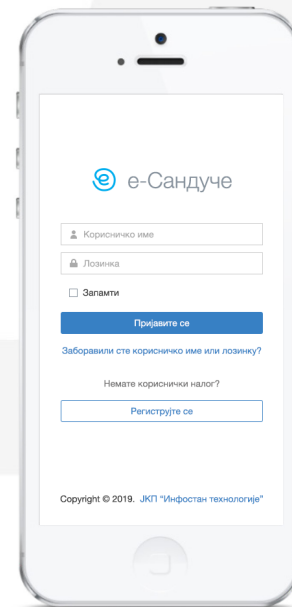 е-Сандуче
Корисничко име
Лозинка
Запамти
Пријавите се
Заборавили сте корисничко име или лозинку?
Немате кориснички налог?
Региструјте се
Copyright © 2019. ЈКП "Инфостан технологије"